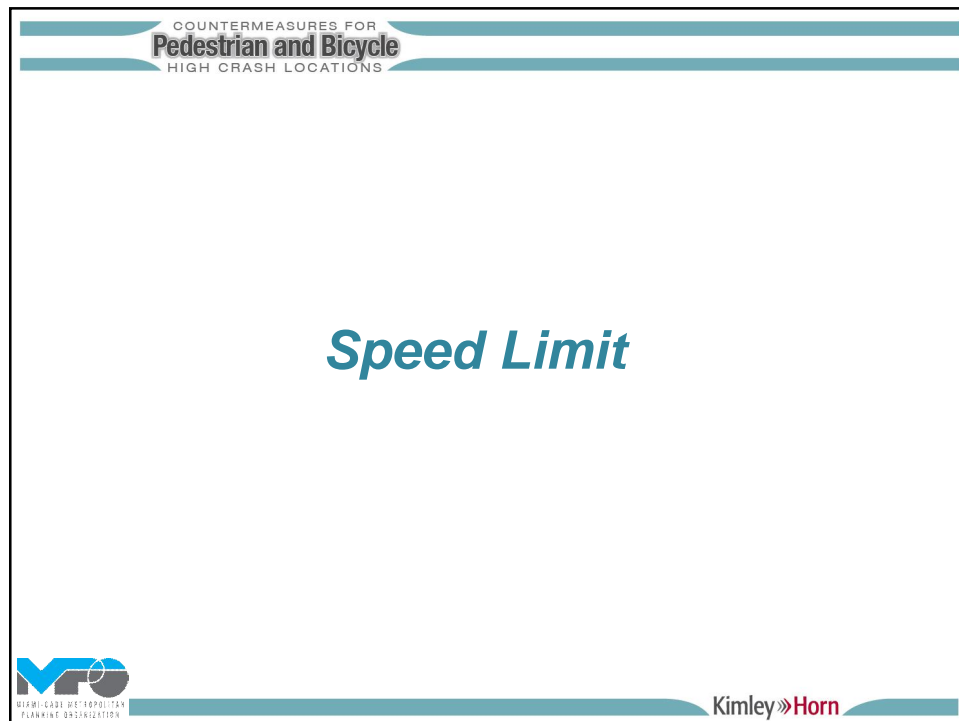 COUNTERMEASURES FOR
Pedestrian and Bicycle
HIGH CRASH LOCATIONS
Speed Limit
MIAMI-DADE METROPOLITAN
PLANNING ORGANIZATION
Kimley»Horn